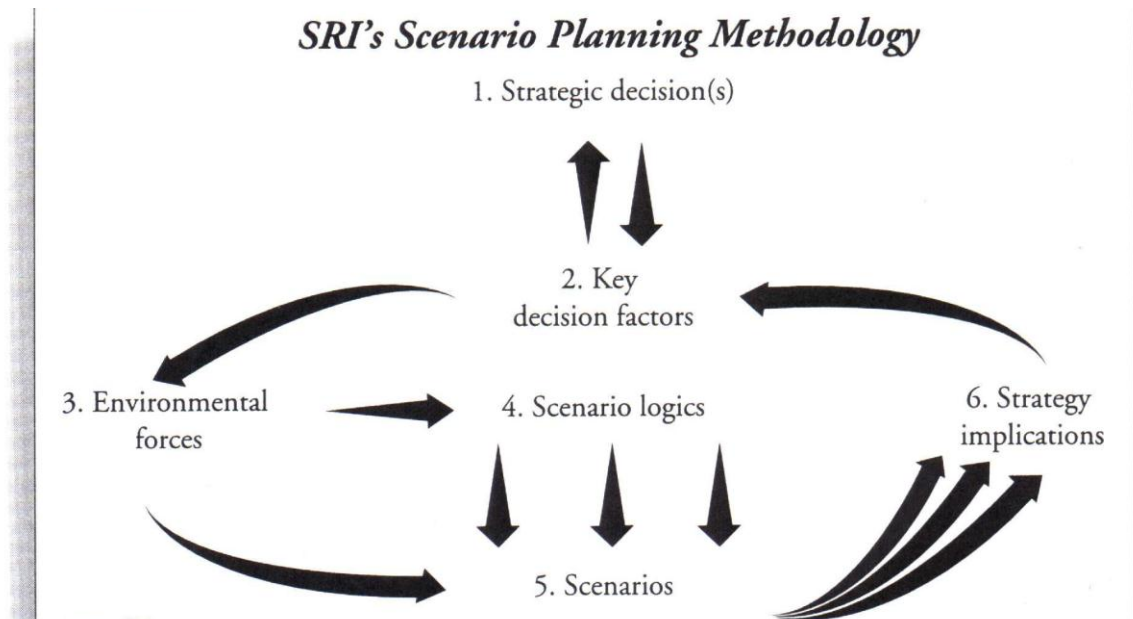 SRI's Scenario Planning Methodology
1. Strategic decision(s)
2. Key
decision factors
3. Environmental
forces
4. Scenario logics
6. Strategy
implications
5. Scenarios